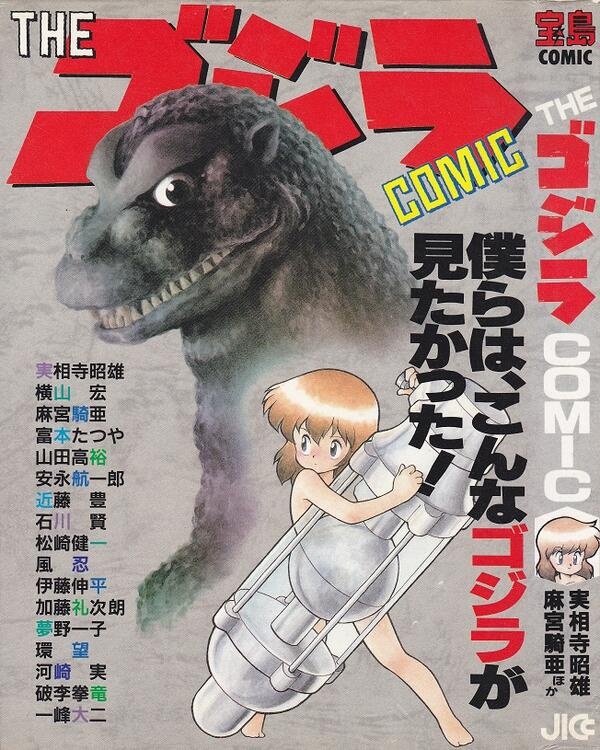 THE
ゴジラ
COMIC
宝島
COMIC
僕らは、こんなゴジラが
見たかった!
実相寺昭雄
横山 宏
麻宮騎亜
富本たつや
山田高裕
安永航一郎
近藤 豊
石川 賢
松崎健一
風 忍
伊藤伸平
加藤礼次朗
夢野一子
環 望
河崎 実
破李拳竜
一峰大二
THE
ゴジラ
COMIC
実相寺昭雄
麻宮騎亜ほか
JICC